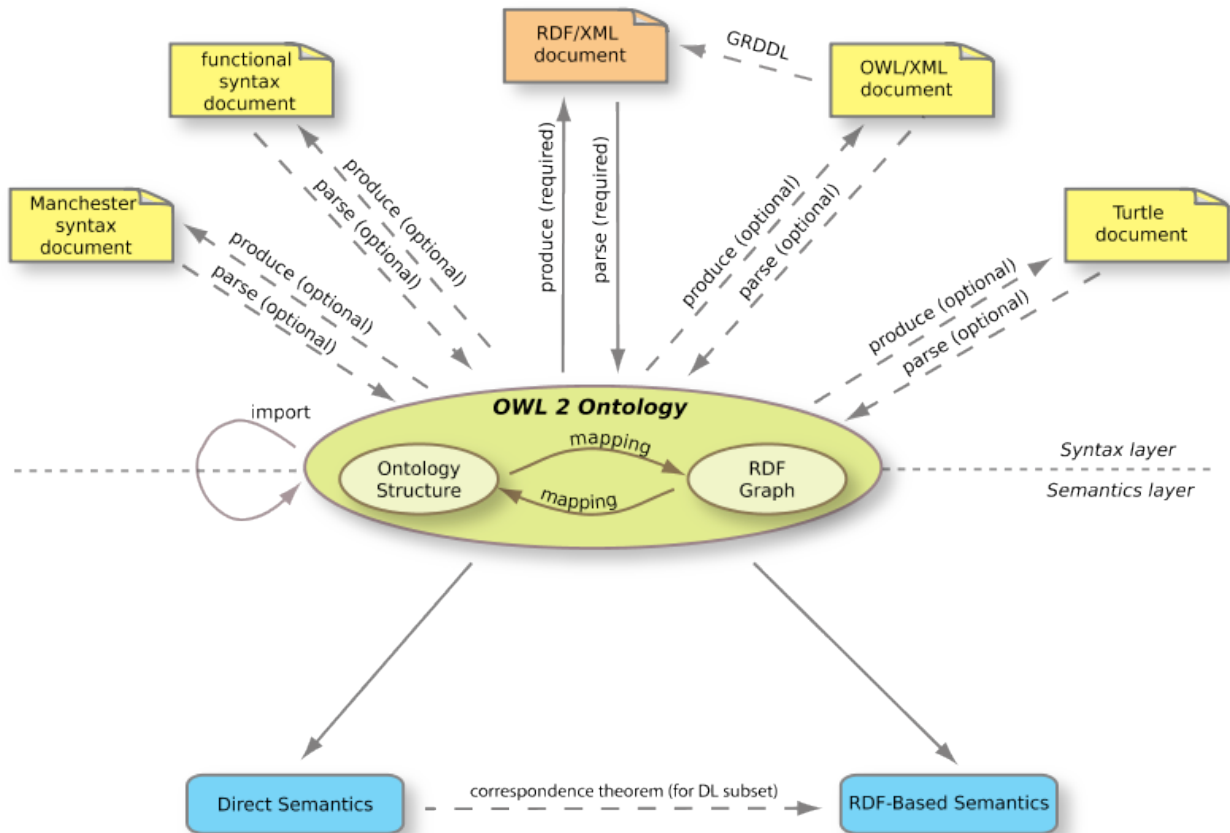 RDF/XML
document
functional
syntax
document
GRDDL
OWL/XML
document
Manchester
syntax
document
Turtle
document
produce (optional)
parse (optional)
produce (optional)
parse (optional)
produce (required)
parse (required)
produce (optional)
parse (optional)
produce (optional)
parse (optional)
import
OWL 2 Ontology
mapping
Ontology
Structure
RDF
Graph
mapping
Syntax layer
Semantics layer
Direct Semantics
correspondence theorem (for DL subset)
RDF-Based Semantics